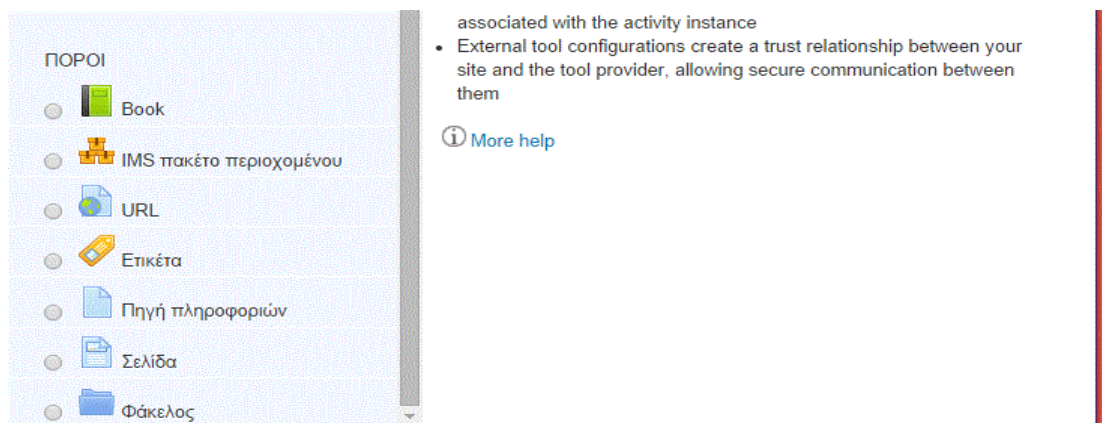 ΠΟΡΟΙ
Book
IMS πακέτο περιοχομένου
URL
Ετικέτα
Πηγή πληροφοριών
Σελίδα
Φάκελος
associated with the activity instance
External tool configurations create a trust relationship between your
site and the tool provider, allowing secure communication between
them
More help